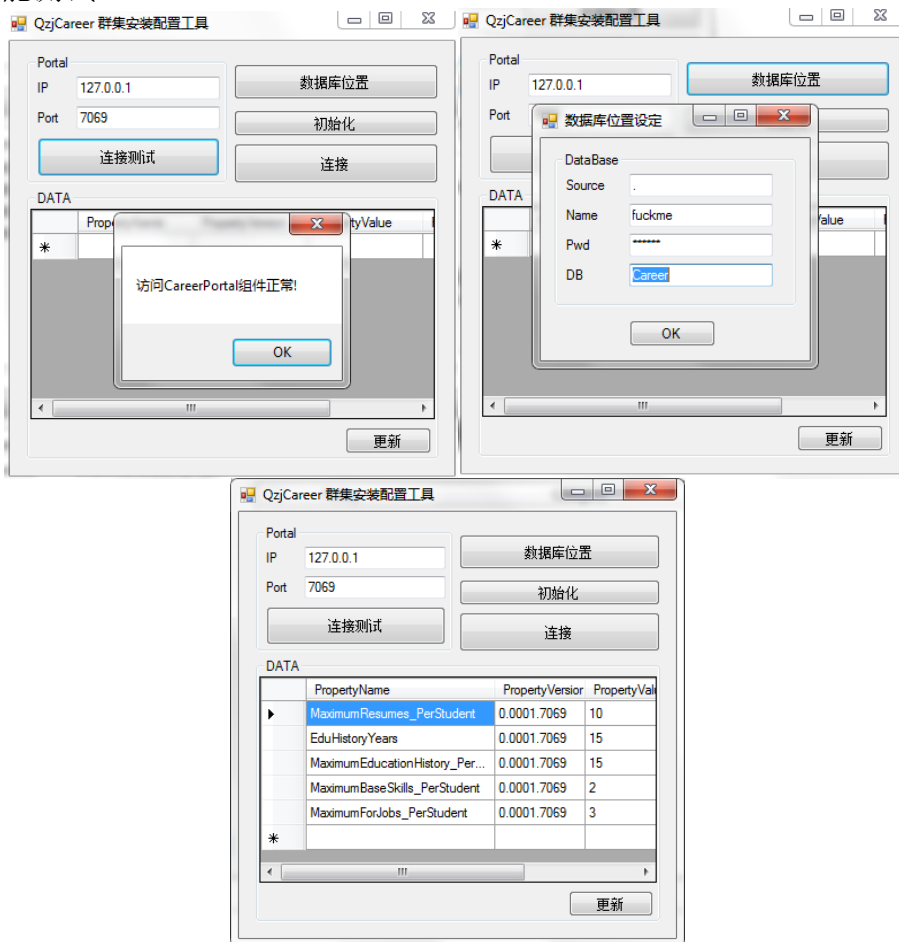 QzjCareer 群集安装配置工具
Portal
IP 127.0.0.1
数据库位置
Port 7069
初始化
连接测试
连接
DATA
tyValue
*
访问CareerPortal组件正常!
OK
更新
QzjCareer 群集安装配置工具
Portal
IP 127.0.0.1
数据库位置
Port
数据库位置设定
DataBase
Source .
Name fuckme
Pwd ******
DB Career
OK
DATA
*
更新
QzjCareer 群集安装配置工具
Portal
IP 127.0.0.1
数据库位置
Port 7069
初始化
连接测试
连接
DATA
PropertyName PropertyVersior PropertyValu
MaximumResumes_PerStudent 0.0001.7069 10
EduHistoryYears 0.0001.7069 15
MaximumEducationHistory_Per... 0.0001.7069 15
MaximumBaseSkills_PerStudent 0.0001.7069 2
MaximumForJobs_PerStudent 0.0001.7069 3
*
更新